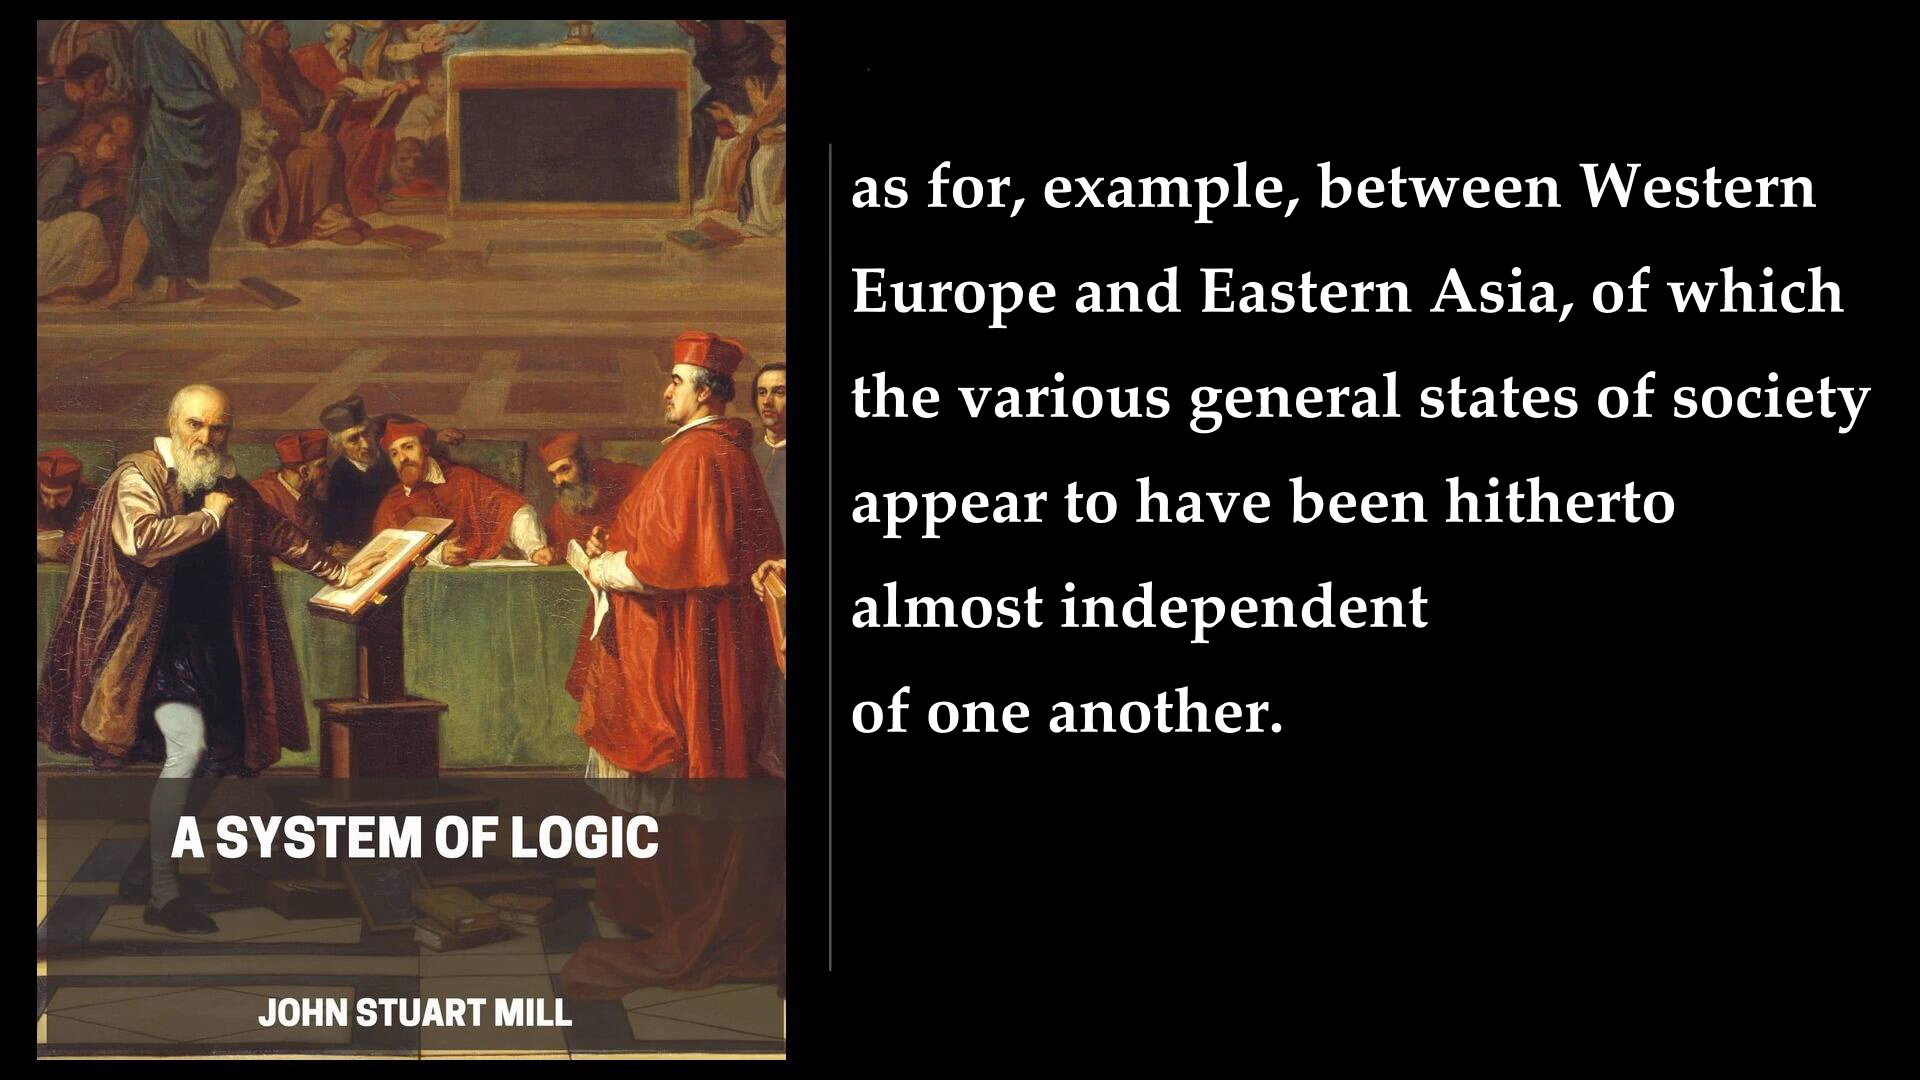 as for, example, between Western
Europe and Eastern Asia, of which
the various general states of society
appear to have been hitherto
almost independent
of one another.
A SYSTEM OF LOGIC
JOHN STUART MILL